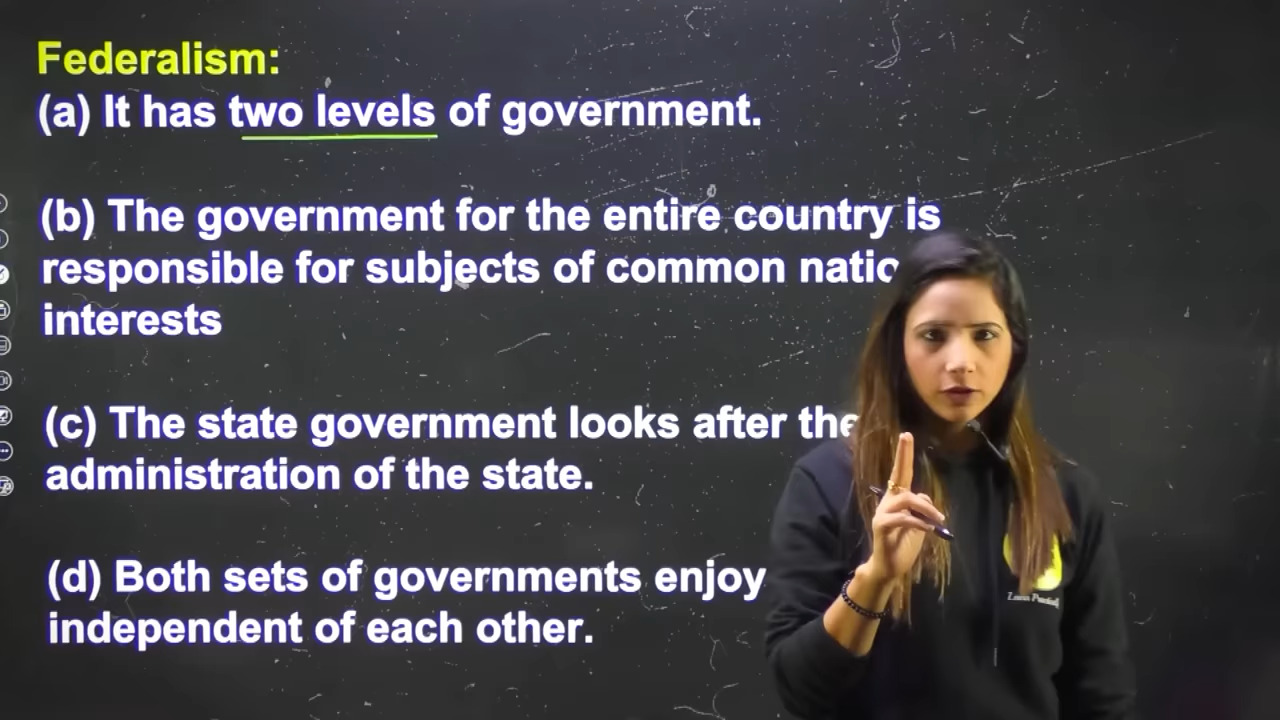 Federalism:
(a) It has two levels of government.
(b) The government for the entire country is
responsible for subjects of common
interests
(c) The state government looks after the
administration of the state.
(d) Both sets of governments enjoy
independent of each other.